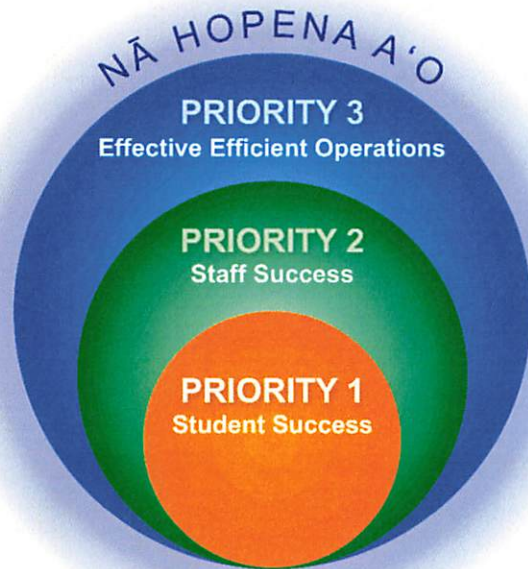 NĀ HOPENA A‘O
PRIORITY 3
Effective Efficient Operations
PRIORITY 2
Staff Success
PRIORITY 1
Student Success